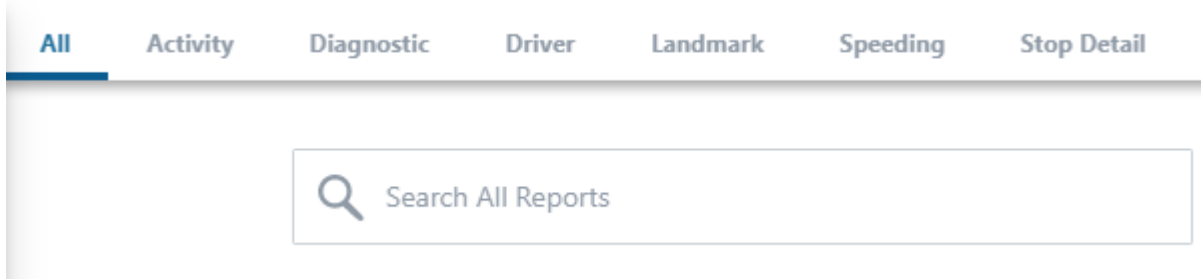 All Activity Diagnostic Driver Landmark Speeding Stop Detail
Search All Reports